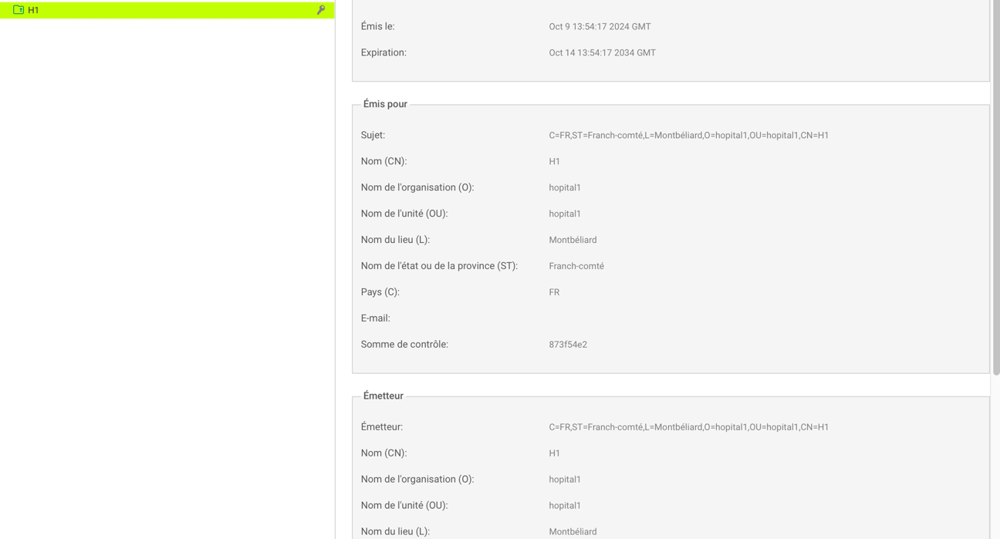 H1
Émis le: Oct 9 13:54:17 2024 GMT
Expiration: Oct 14 13:54:17 2034 GMT
Émis pour
Sujet: C=FR,ST=Franch-comté,L=Montbéliard,O=hopital1,OU=hopital1,CN=H1
Nom (CN): H1
Nom de l'organisation (O): hopital1
Nom de l'unité (OU): hopital1
Nom du lieu (L): Montbéliard
Nom de l'état ou de la province (ST): Franch-comté
Pays (C): FR
E-mail:
Somme de contrôle: 873f54e2
Émetteur
Émetteur: C=FR,ST=Franch-comté,L=Montbéliard,O=hopital1,OU=hopital1,CN=H1
Nom (CN): H1
Nom de l'organisation (O): hopital1
Nom de l'unité (OU): hopital1
Nom du lieu (L): Montbéliard